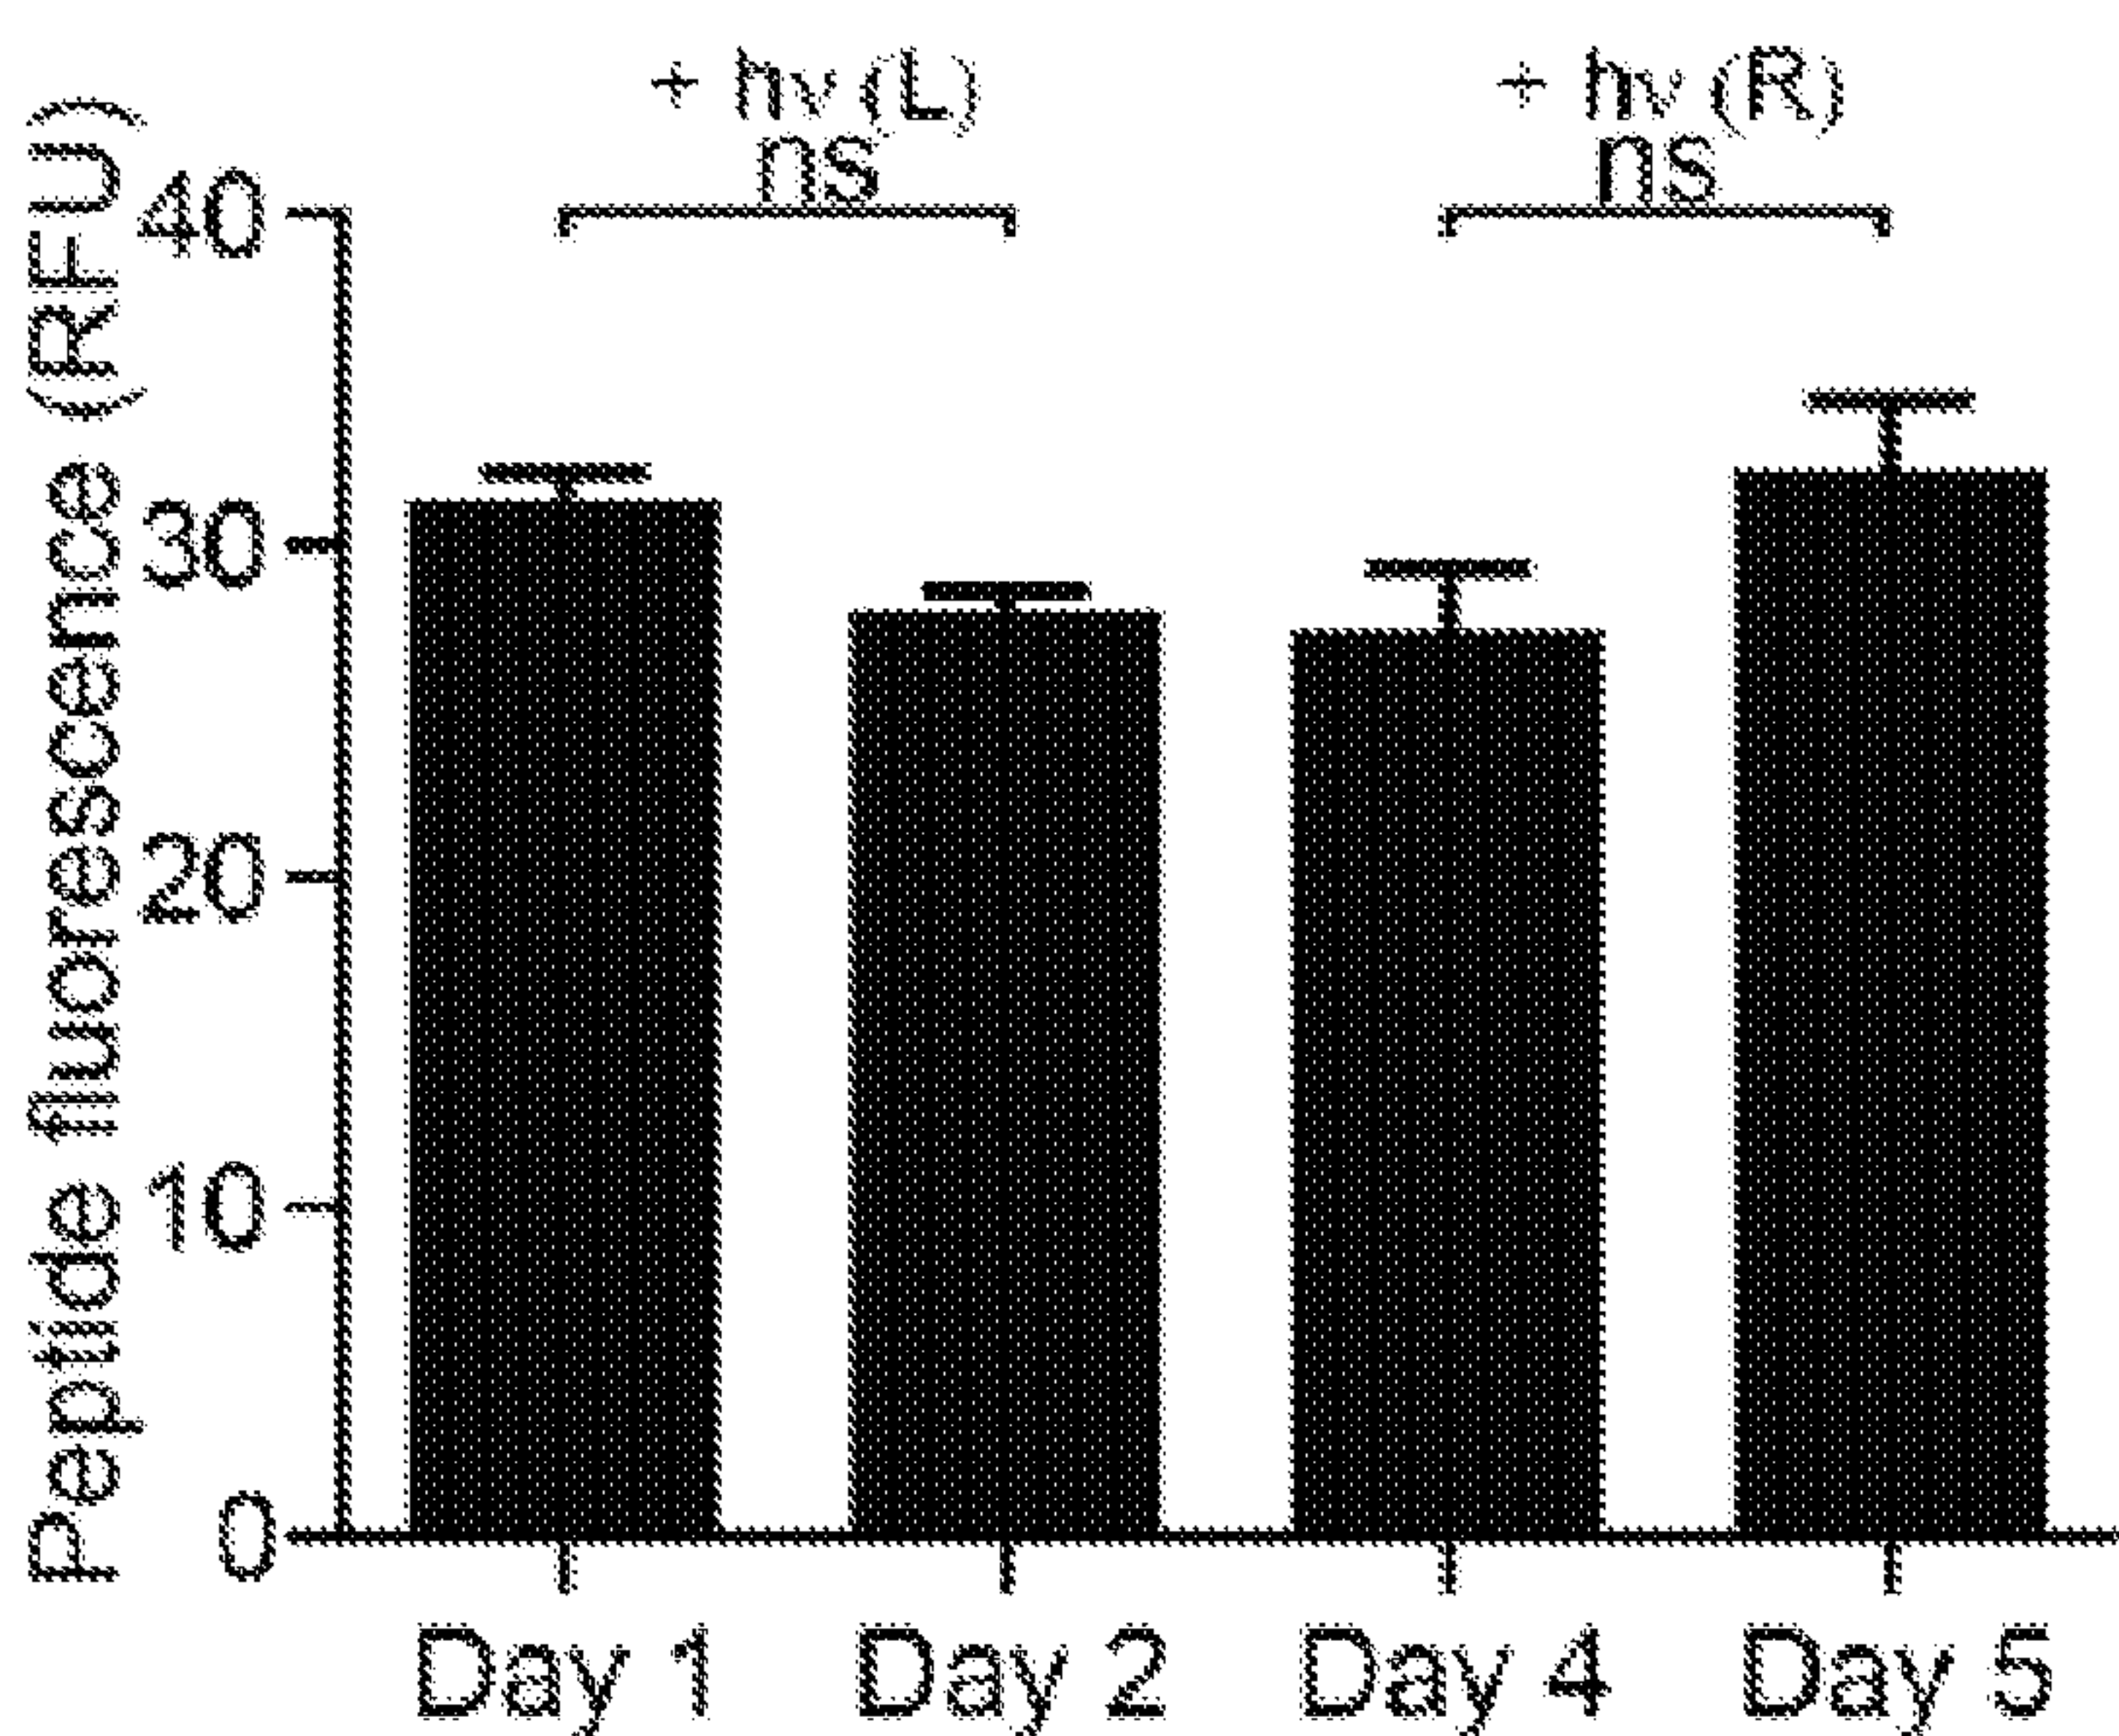 + hν (L)
ns
+ hν (R)
ns
Peptide fluorescence (RFU)
40
30
20
10
0
Day 1
Day 2
Day 4
Day 5